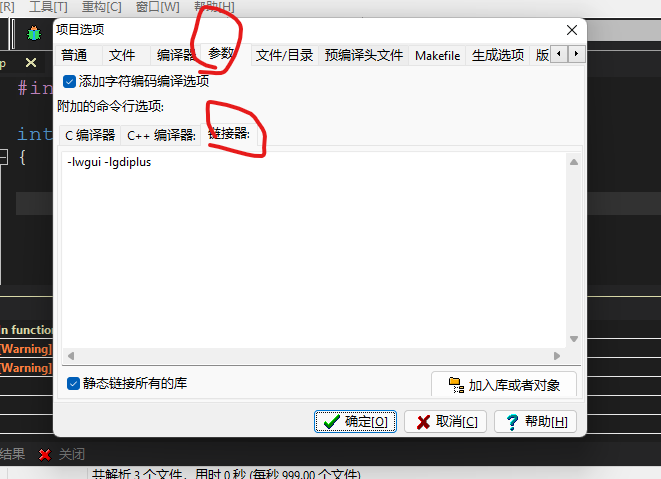 [R] 工具[T] 重构[C] 窗口[W] 帮助[H]
项目选项
普通 文件 编译器 参数 文件/目录 预编译头文件 Makefile 生成选项 版
p
添加字符编码编译选项
#in
附加的命令行选项:
int
C 编译器 C++ 编译器: 链接器:
{
-lwgui -lgdiplus
In function
[Warning]
[Warning]
静态链接所有的库
加入库或者对象
确定[O] 取消[C] 帮助[H]
结果 关闭
共解析 3 个文件，用时 0 秒 (每秒 999.00 个文件)